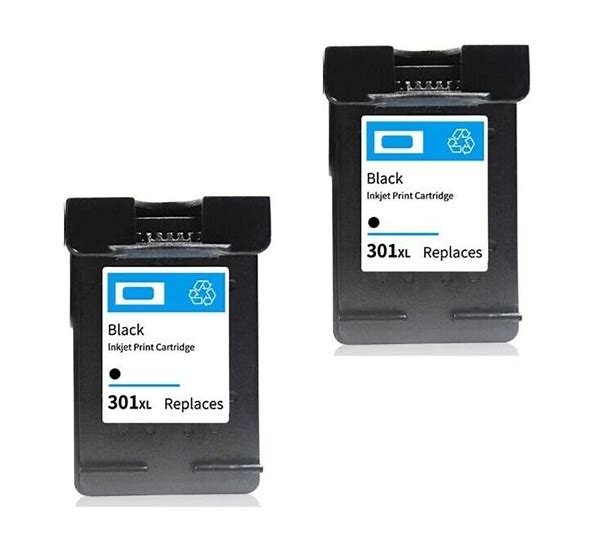 Black
Inkjet Print Cartridge
301XL Replaces
Black
Inkjet Print Cartridge
301XL Replaces